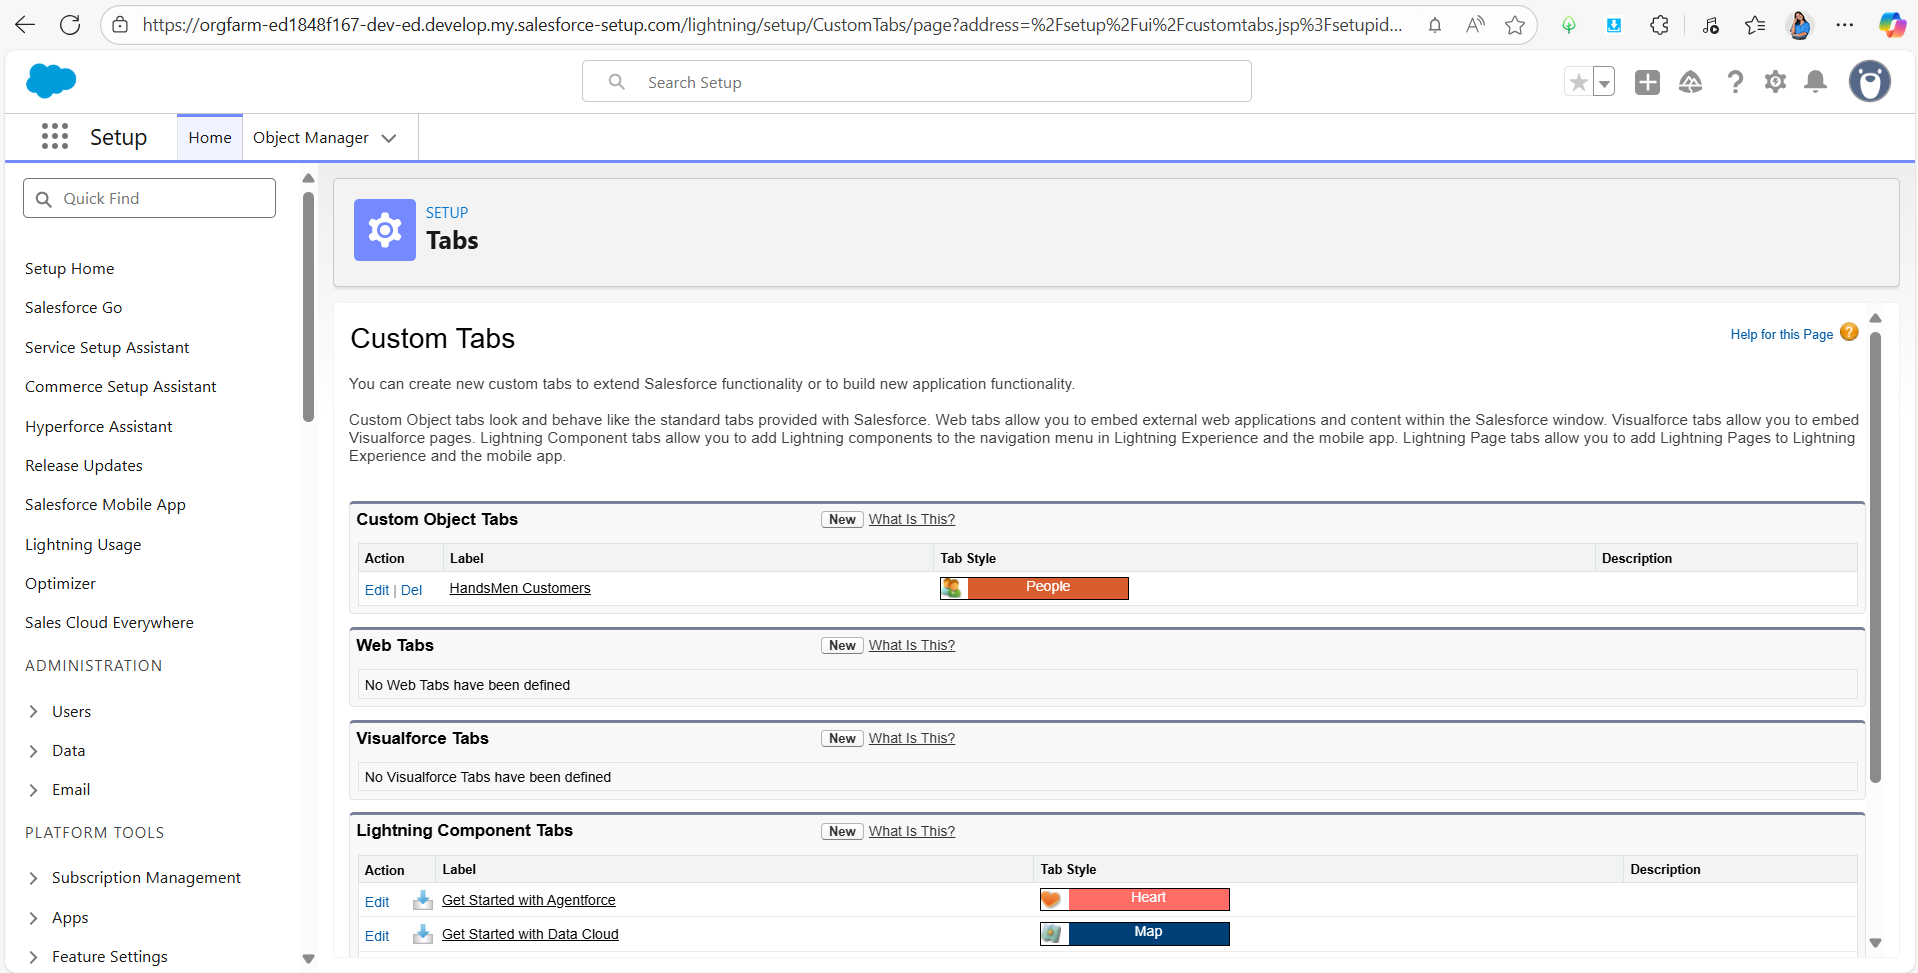 https://orgfarm-ed1848f167-dev-ed.develop.my.salesforce-setup.com/lightning/setup/CustomTabs/page?address=%2Fsetup%2Fui%2Fcustomtabs.jsp%3Fsetupid...
Search Setup
Setup
Home
Object Manager
Quick Find
Setup Home
Salesforce Go
Service Setup Assistant
Commerce Setup Assistant
Hyperforce Assistant
Release Updates
Salesforce Mobile App
Lightning Usage
Optimizer
Sales Cloud Everywhere
ADMINISTRATION
Users
Data
Email
PLATFORM TOOLS
Subscription Management
Apps
Feature Settings
SETUP
Tabs
Custom Tabs
Help for this Page
You can create new custom tabs to extend Salesforce functionality or to build new application functionality.
Custom Object tabs look and behave like the standard tabs provided with Salesforce. Web tabs allow you to embed external web applications and content within the Salesforce window. Visualforce tabs allow you to embed
Visualforce pages. Lightning Component tabs allow you to add Lightning components to the navigation menu in Lightning Experience and the mobile app. Lightning Page tabs allow you to add Lightning Pages to Lightning
Experience and the mobile app.
Custom Object Tabs New What Is This?
Action Label Tab Style Description
Edit | Del HandsMen Customers People
Web Tabs New What Is This?
No Web Tabs have been defined
Visualforce Tabs New What Is This?
No Visualforce Tabs have been defined
Lightning Component Tabs New What Is This?
Action Label Tab Style Description
Edit Get Started with Agentforce Heart
Edit Get Started with Data Cloud Map